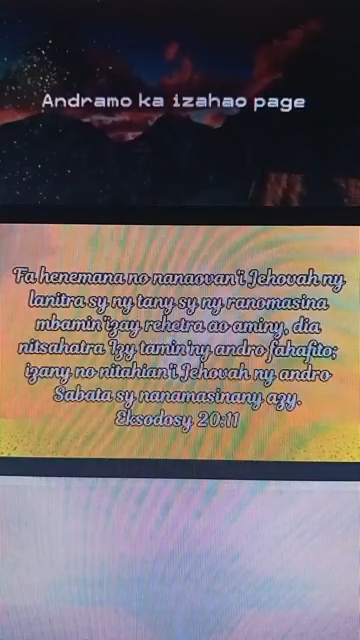 Andramo ka izahao page
Fa henemana no nanaovan'i Jehovah ny
lanitra sy ny tany sy ny ranomasina
mbamin'izay rehetra ao aminy, dia
nitsahatra Izy tamin'ny andro fahafito;
izany no nitahian'i Jehovah ny andro
Sabata sy nanamasinany azy.
Eksodosy 20:11